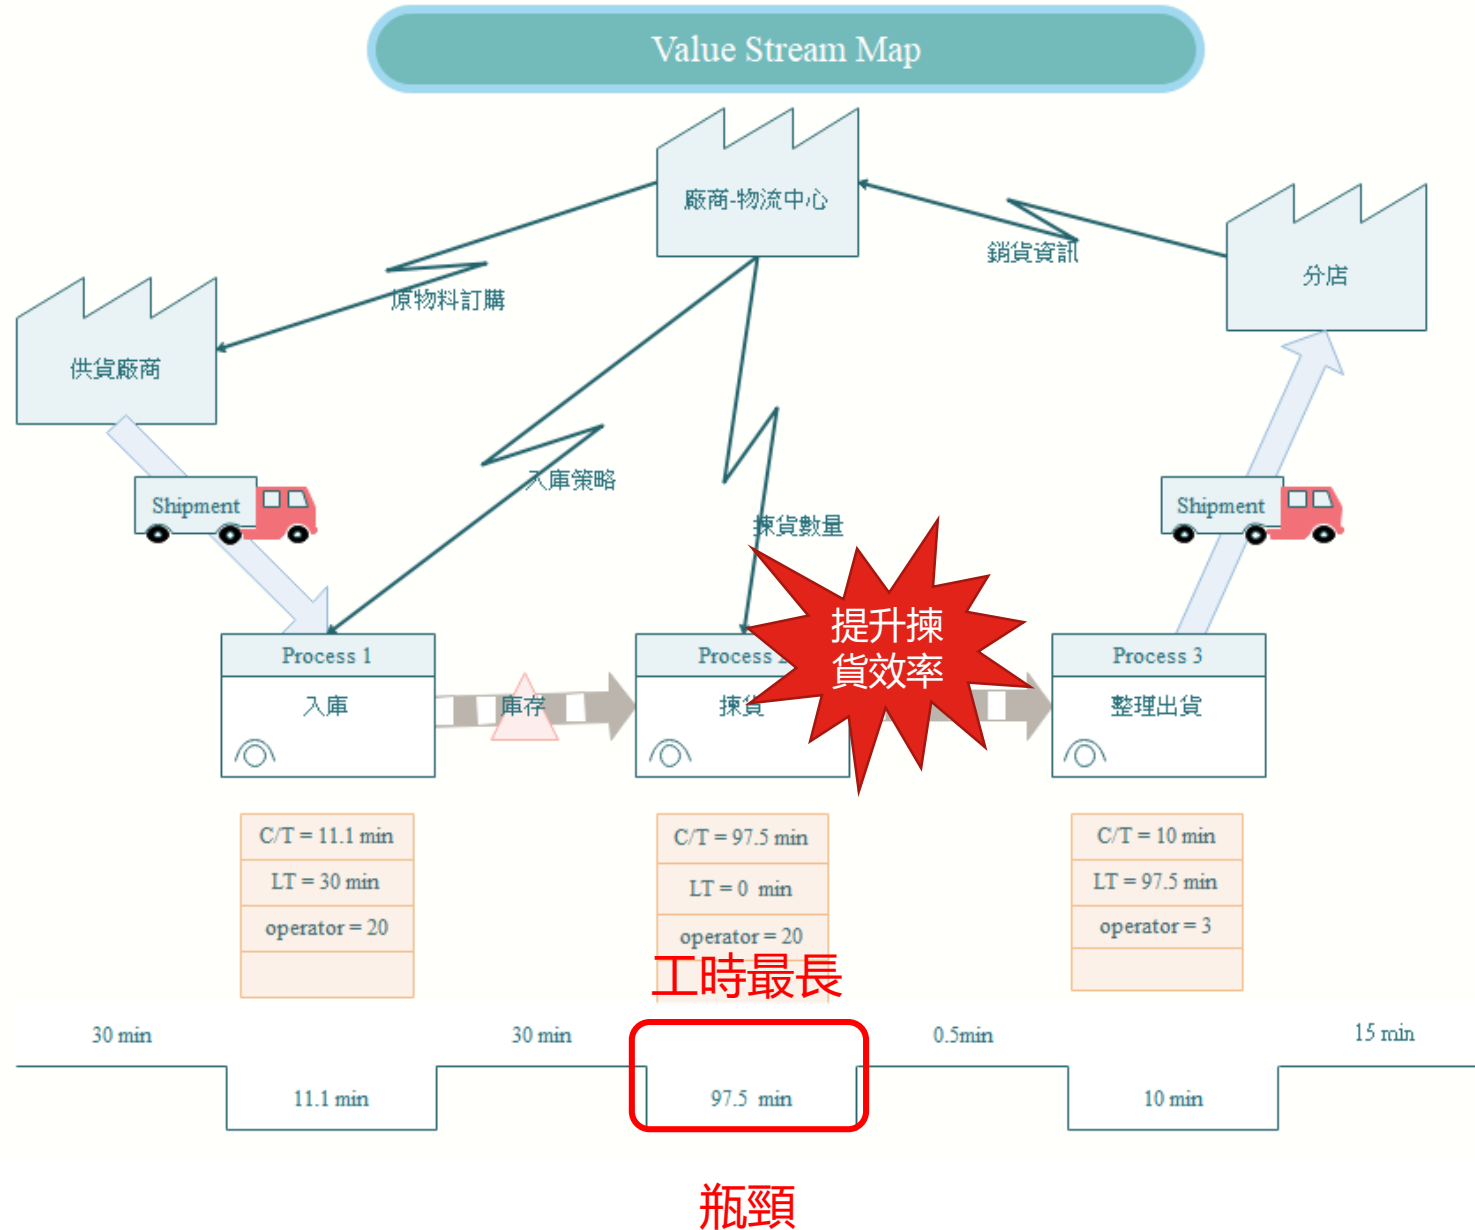 Value Stream Map
廠商-物流中心
銷貨資訊
分店
原物料訂購
供貨廠商
入庫策略
Shipment
揀貨數量
Shipment
提升揀
貨效率
Process 1
入庫
庫存
Process 2
揀貨
Process 3
整理出貨
C/T = 11.1 min
LT = 30 min
operator = 20
C/T = 97.5 min
LT = 0 min
operator = 20
C/T = 10 min
LT = 97.5 min
operator = 3
工時最長
30 min
30 min
0.5min
15 min
11.1 min
97.5 min
10 min
瓶頸